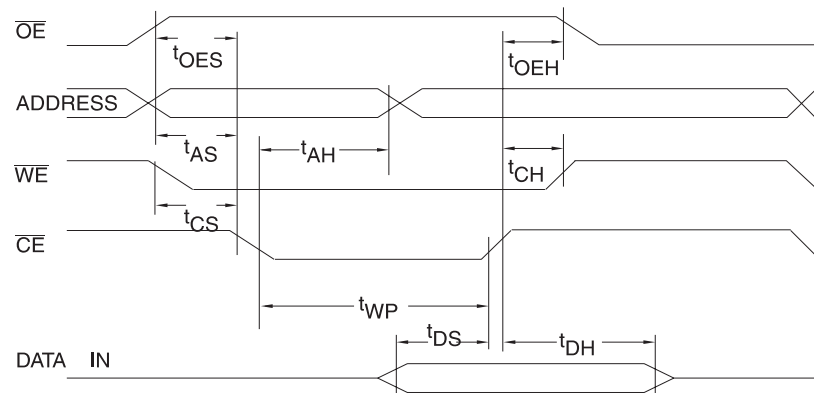 OE
tOES
tOEH
ADDRESS
tAS
tAH
WE
tCH
tCS
CE
tWP
tDS
tDH
DATA IN